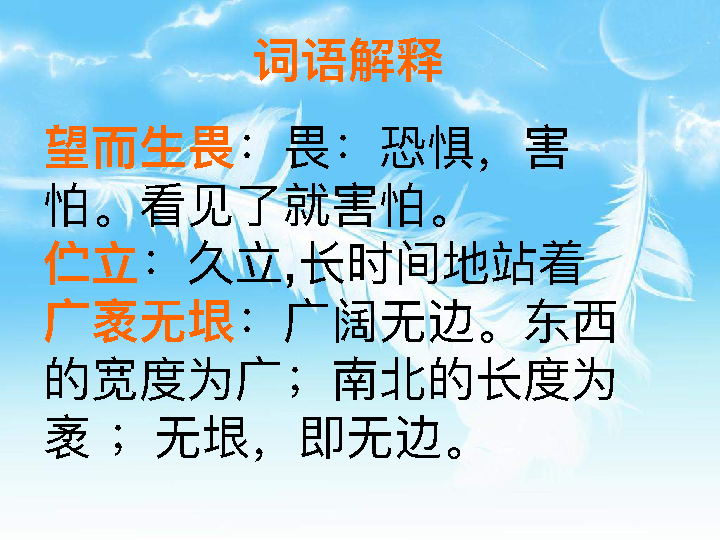 词语解释
望而生畏：畏：恐惧，害
怕。看见了就害怕。
伫立：久立,长时间地站着
广袤无垠：广阔无边。东西
的宽度为广；南北的长度为
袤 ；无垠，即无边。